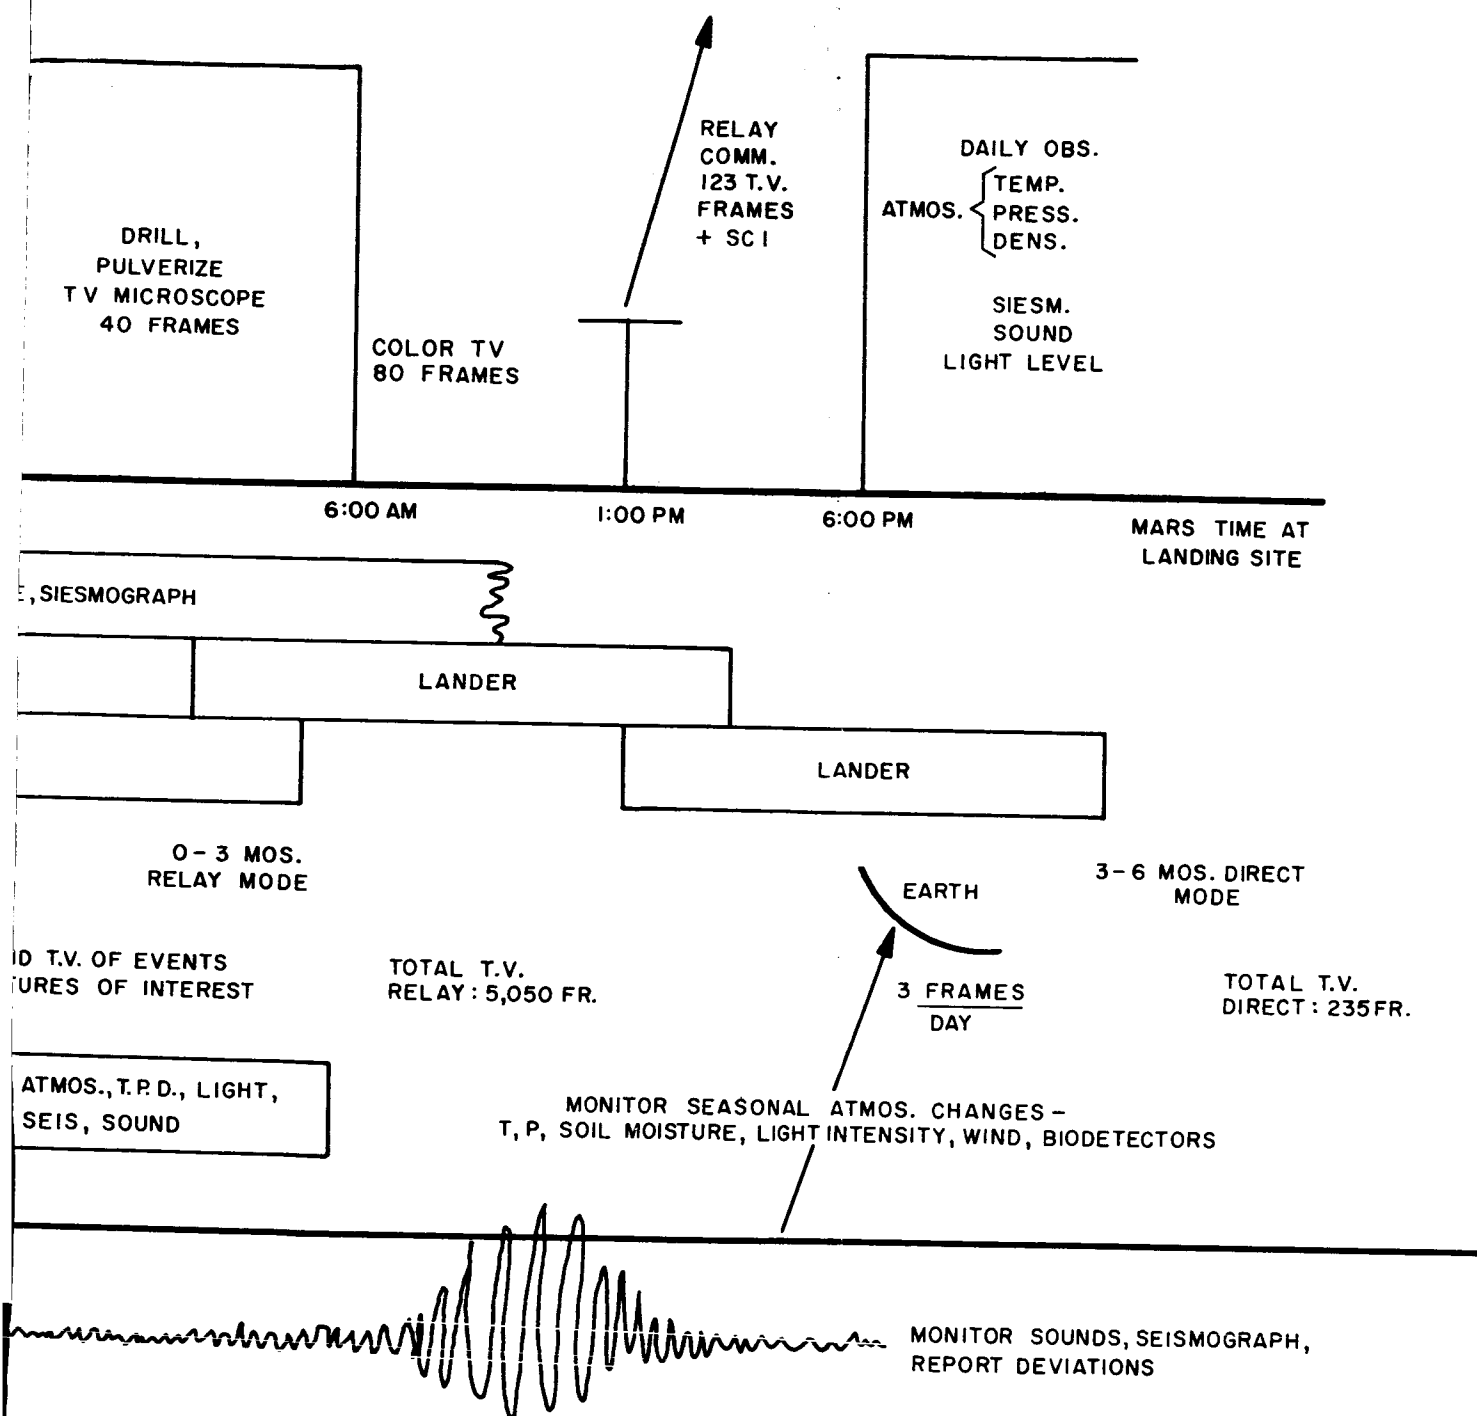 DRILL,
PULVERIZE
TV MICROSCOPE
40 FRAMES
COLOR TV
80 FRAMES
RELAY
COMM.
123 T.V.
FRAMES
+ SCI
DAILY OBS.
ATMOS. { TEMP.
PRESS.
DENS.
SIESM.
SOUND
LIGHT LEVEL
6:00 AM
1:00 PM
6:00 PM
MARS TIME AT
LANDING SITE
E, SIESMOGRAPH
LANDER
LANDER
0-3 MOS.
RELAY MODE
EARTH
3-6 MOS. DIRECT
MODE
D T.V. OF EVENTS
URES OF INTEREST
TOTAL T.V.
RELAY: 5,050 FR.
3 FRAMES
DAY
TOTAL T.V.
DIRECT: 235 FR.
ATMOS., T.P.D., LIGHT,
SEIS, SOUND
MONITOR SEASONAL ATMOS. CHANGES -
T, P, SOIL MOISTURE, LIGHT INTENSITY, WIND, BIODETECTORS
MONITOR SOUNDS, SEISMOGRAPH,
REPORT DEVIATIONS